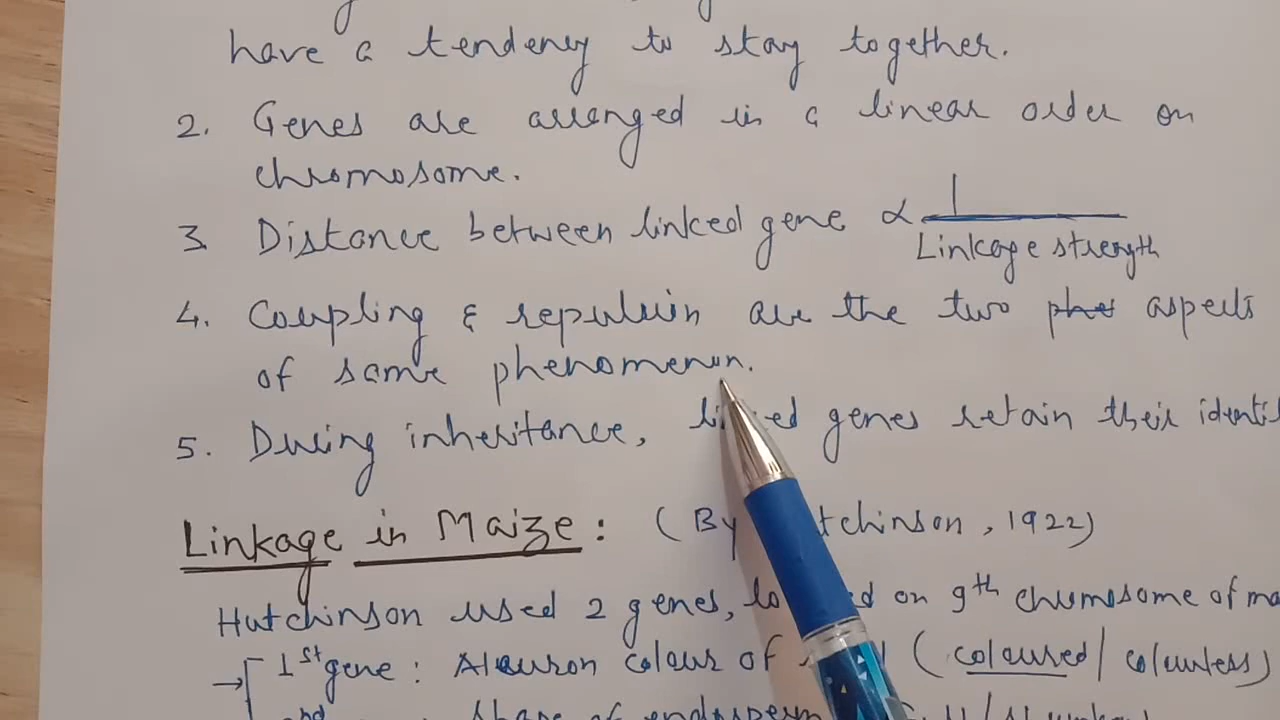 have a tendency to stay together.
2. Genes are arranged in a linear order on
chromosome.
3. Distance between linked gene ∝ 1
Linkage strength
4. Coupling & repulsion are the two aspects
of same phenomenon.
5. During inheritance, genes retain their
Linkage in Maize : (By 1922)
Hutchinson used 2 genes, on 9th chromosome of
→ 1st gene : Aleuron colour of (coloured/colourless)
Shape of endosperm